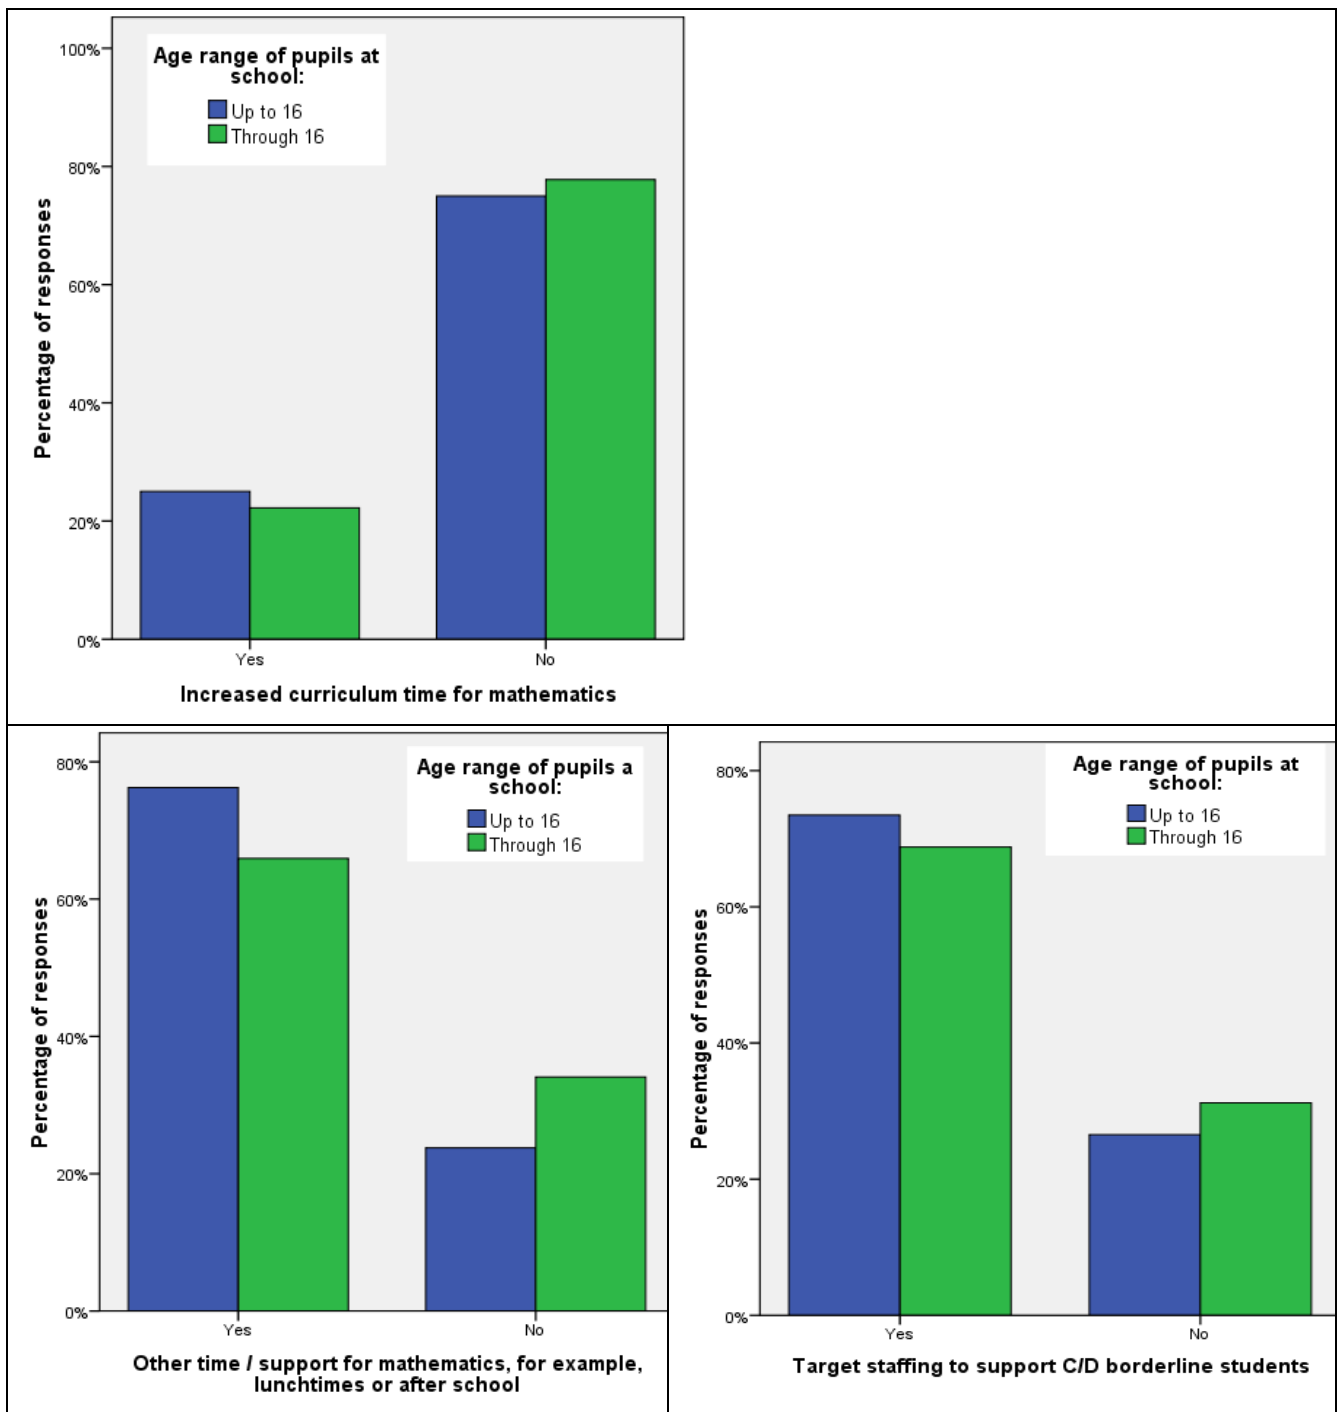 Age range of pupils at
school:
Up to 16
Through 16
100%
80%
60%
40%
20%
0%
Percentage of responses
Yes
No
Increased curriculum time for mathematics
Age range of pupils a
school:
Up to 16
Through 16
80%
60%
40%
20%
0%
Percentage of responses
Yes
No
Other time / support for mathematics, for example,
lunchtimes or after school
Age range of pupils at
school:
Up to 16
Through 16
80%
60%
40%
20%
0%
Percentage of responses
Yes
No
Target staffing to support C/D borderline students